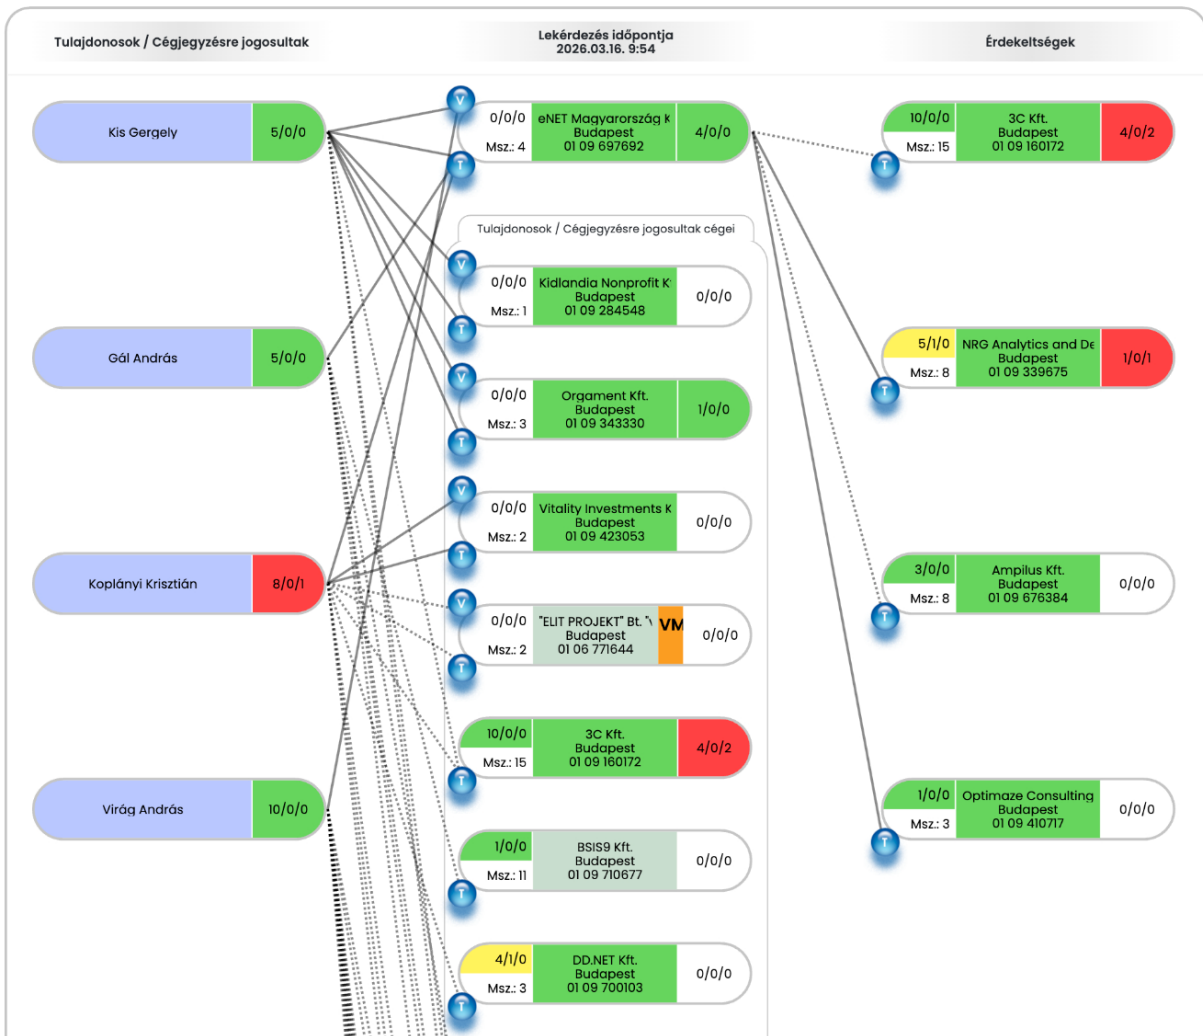 Tulajdonosok / Cégjegyzésre jogosultak
Lekérdezés időpontja
2026.03.16. 9:54
Érdekeltségek
Kis Gergely
5/0/0
V
T
0/0/0
Msz.: 4
eNET Magyarország K
Budapest
01 09 697692
4/0/0
10/0/0
Msz.: 15
T
3C Kft.
Budapest
01 09 160172
4/0/2
Tulajdonosok / Cégjegyzésre jogosultak cégei
V
T
0/0/0
Msz.: 1
Kidlandia Nonprofit K
Budapest
01 09 284548
0/0/0
Gál András
5/0/0
5/1/0
Msz.: 8
T
NRG Analytics and De
Budapest
01 09 339675
1/0/1
V
T
0/0/0
Msz.: 3
Orgament Kft.
Budapest
01 09 343330
1/0/0
V
T
0/0/0
Msz.: 2
Vitality Investments K
Budapest
01 09 423053
0/0/0
Koplányi Krisztián
8/0/1
3/0/0
Msz.: 8
T
Ampilus Kft.
Budapest
01 09 676384
0/0/0
V
T
0/0/0
Msz.: 2
"ELIT PROJEKT" Bt. "
Budapest
01 06 771644
VM
0/0/0
10/0/0
Msz.: 15
T
3C Kft.
Budapest
01 09 160172
4/0/2
Virág András
10/0/0
1/0/0
Msz.: 3
T
Optimaze Consulting
Budapest
01 09 410717
0/0/0
1/0/0
Msz.: 11
T
BSIS9 Kft.
Budapest
01 09 710677
0/0/0
4/1/0
Msz.: 3
T
DD.NET Kft.
Budapest
01 09 700103
0/0/0